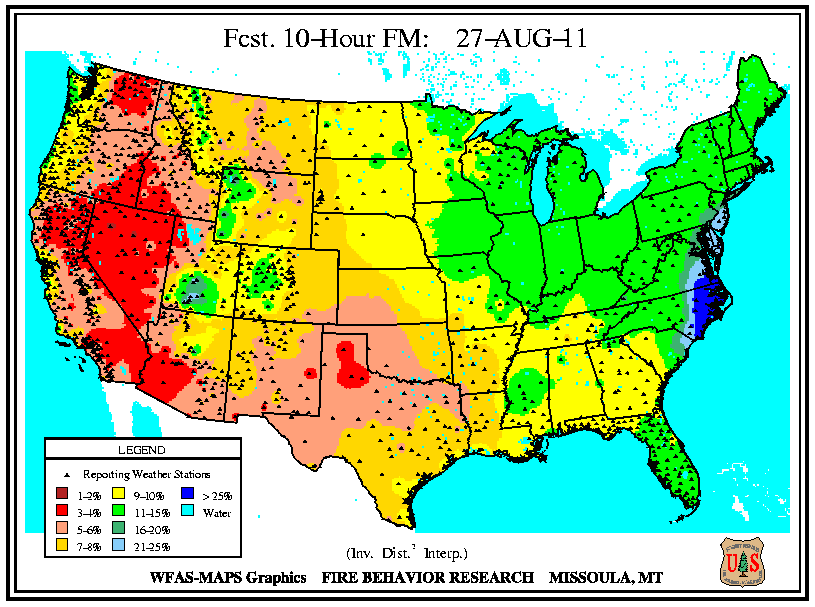 Fcst. 10-Hour FM: 27-AUG-11
LEGEND
Reporting Weather Stations
1-2% 9-10% > 25%
3-4% 11-15% Water
5-6% 16-20%
7-8% 21-25%
(Inv. Dist.² Interp.)
WFAS-MAPS Graphics FIRE BEHAVIOR RESEARCH MISSOULA, MT
US